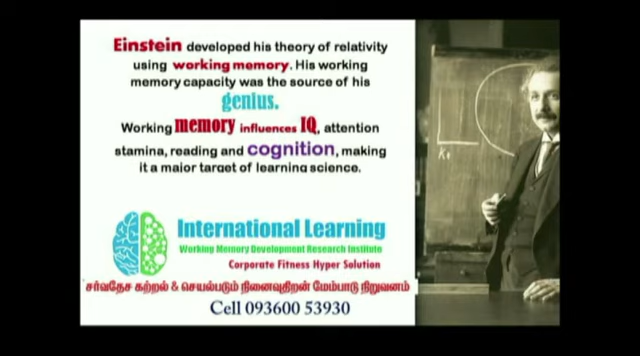 Einstein developed his theory of relativity
using working memory. His working
memory capacity was the source of his
genius.
Working memory influences IQ, attention
stamina, reading and cognition, making
it a major target of learning science.
International Learning
Working Memory Development Research Institute
Corporate Fitness Hyper Solution
சர்வதேச கற்றல் & செயல்படும் நினைவுதிறன் மேம்பாடு நிறுவனம்
Cell 093600 53930